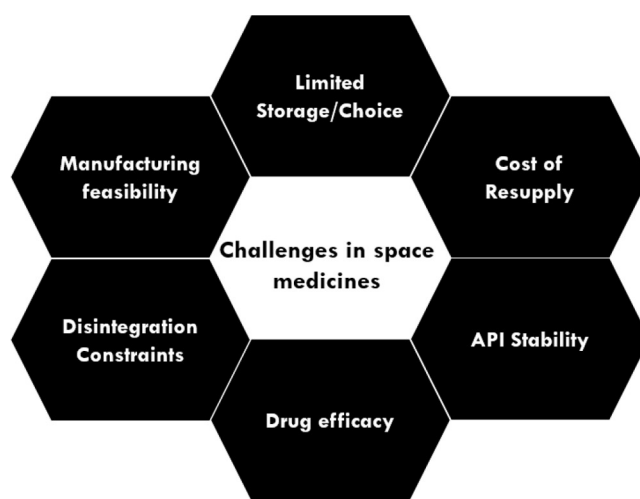 Limited
Storage/Choice
Manufacturing
feasibility
Cost of
Resupply
Challenges in space
medicines
Disintegration
Constraints
API Stability
Drug efficacy